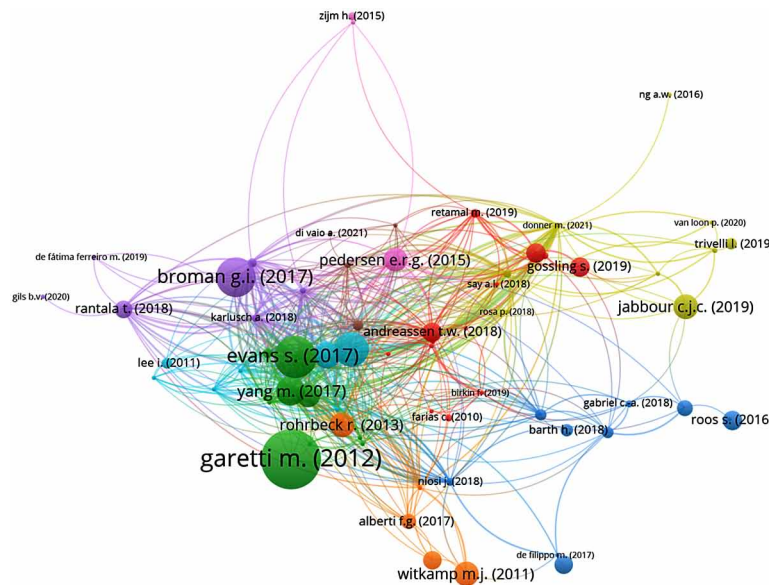 zijm h. (2015)
ng a.w. (2016)
retamal m. (2019)
donner m. (2021)
van loon p. (2020)
di vaio a. (2021)
trivelli l. (2019
de fátima ferreiro m. (2019)
pedersen e.r.g. (2015)
gossling s. (2019)
broman g.i. (2017)
say a.l. (2018)
gils b.v. (2020)
rantala t. (2018)
karlusch a. (2018)
rosa p. (2018)
jabbour c.j.c. (2019)
andreassen t.w. (2018)
evans s. (2017)
lee i. (2011)
yang m. (2017)
birkin f. (2019)
gabriel c.-a. (2018)
farias c. (2010)
roos s. (2016
rohrbeck r. (2013)
barth h. (2018)
garetti m. (2012)
niosi j. (2018)
alberti f.g. (2017)
de filippo m. (2017)
witkamp m.j. (2011)